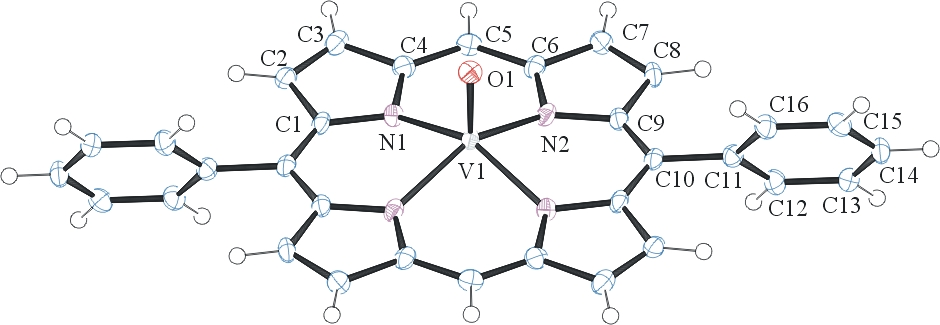 C3 C4 C5 C6 C7
C2 O1 C8
C1 N1 V1 N2 C9 C16 C15
C10 C11 C14
C12 C13